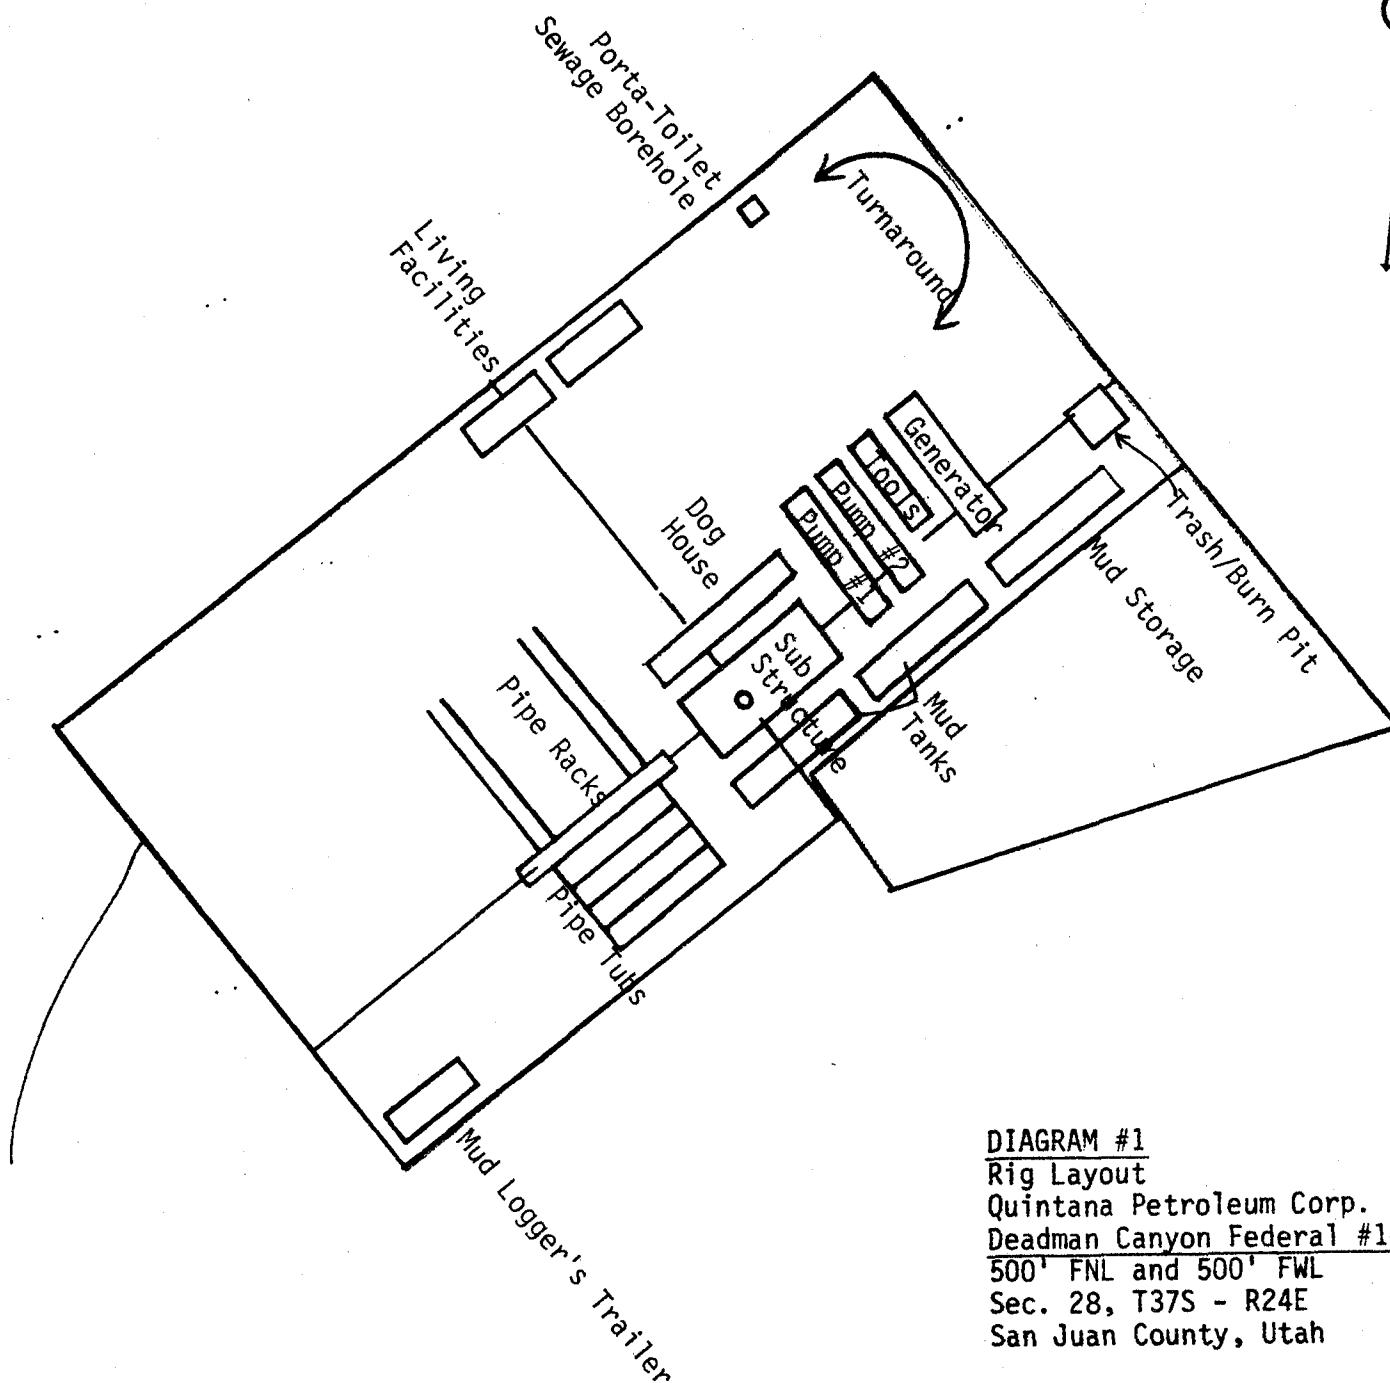 Porta-Toilet
Sewage Borehole
Turnaround
Living
Facilities
Generator
Tools
Pump #2
Pump #1
Dog
House
Trash/Burn Pit
Mud Storage
Sub
Structure
Mud
Tanks
Pipe Racks
Pipe Tubs
Mud Logger's Trailer
DIAGRAM #1
Rig Layout
Quintana Petroleum Corp.
Deadman Canyon Federal #1
500' FNL and 500' FWL
Sec. 28, T37S - R24E
San Juan County, Utah